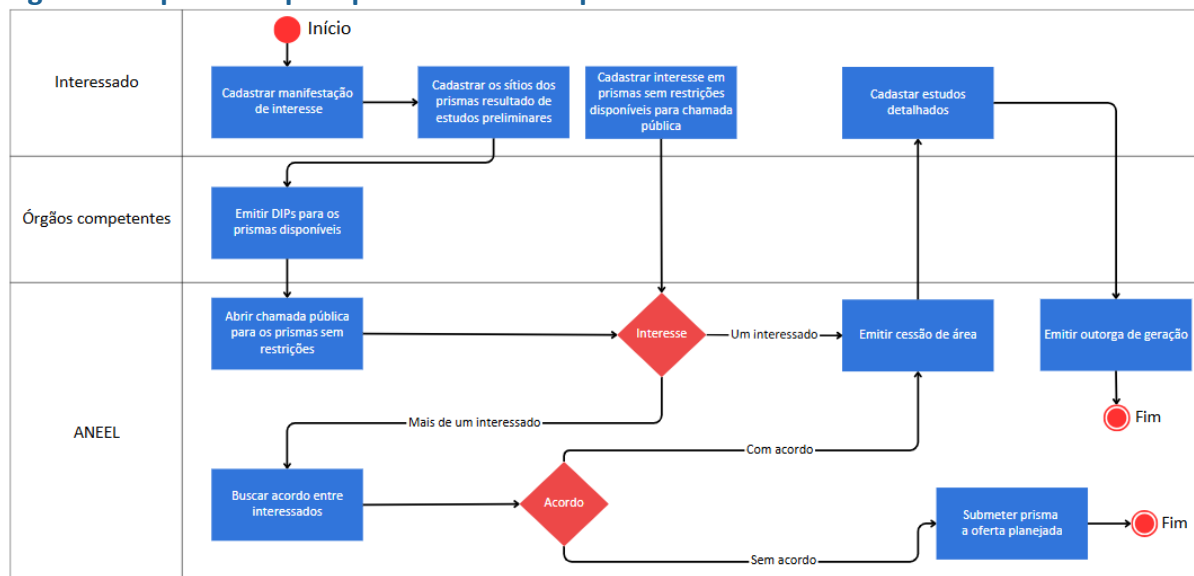 Início
Interessado
Cadastrar manifestação
de interesse
Cadastrar os sítios dos
prismas resultado de
estudos preliminares
Cadastrar interesse em
prismas sem restrições
disponíveis para chamada
pública
Cadastar estudos
detalhados
Órgãos competentes
Emitir DIPs para os
prismas disponíveis
ANEEL
Abrir chamada pública
para os prismas sem
restrições
Interesse
Um interessado
Emitir cessão de área
Emitir outorga de geração
Fim
Mais de um interessado
Com acordo
Buscar acordo entre
interessados
Acordo
Submeter prisma
a oferta planejada
Fim
Sem acordo